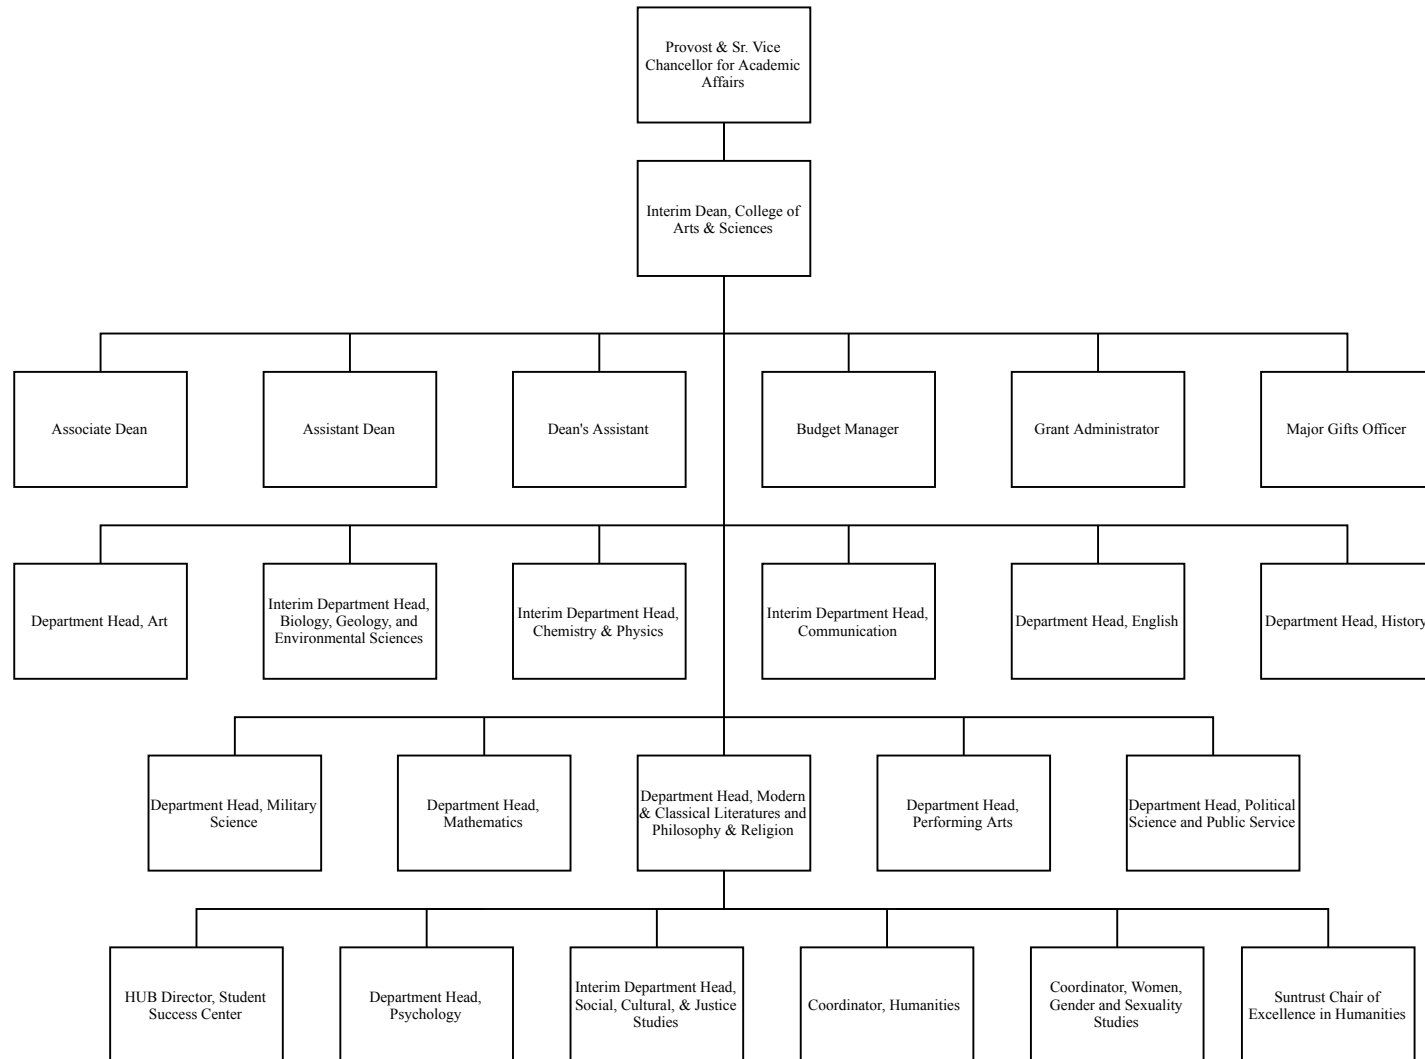 Provost & Sr. Vice
Chancellor for Academic
Affairs
Interim Dean, College of
Arts & Sciences
Associate Dean
Assistant Dean
Dean's Assistant
Budget Manager
Grant Administrator
Major Gifts Officer
Department Head, Art
Interim Department Head,
Biology, Geology, and
Environmental Sciences
Interim Department Head,
Chemistry & Physics
Interim Department Head,
Communication
Department Head, English
Department Head, History
Department Head, Military
Science
Department Head,
Mathematics
Department Head, Modern
& Classical Literatures and
Philosophy & Religion
Department Head,
Performing Arts
Department Head, Political
Science and Public Service
HUB Director, Student
Success Center
Department Head,
Psychology
Interim Department Head,
Social, Cultural, & Justice
Studies
Coordinator, Humanities
Coordinator, Women,
Gender and Sexuality
Studies
Suntrust Chair of
Excellence in Humanities